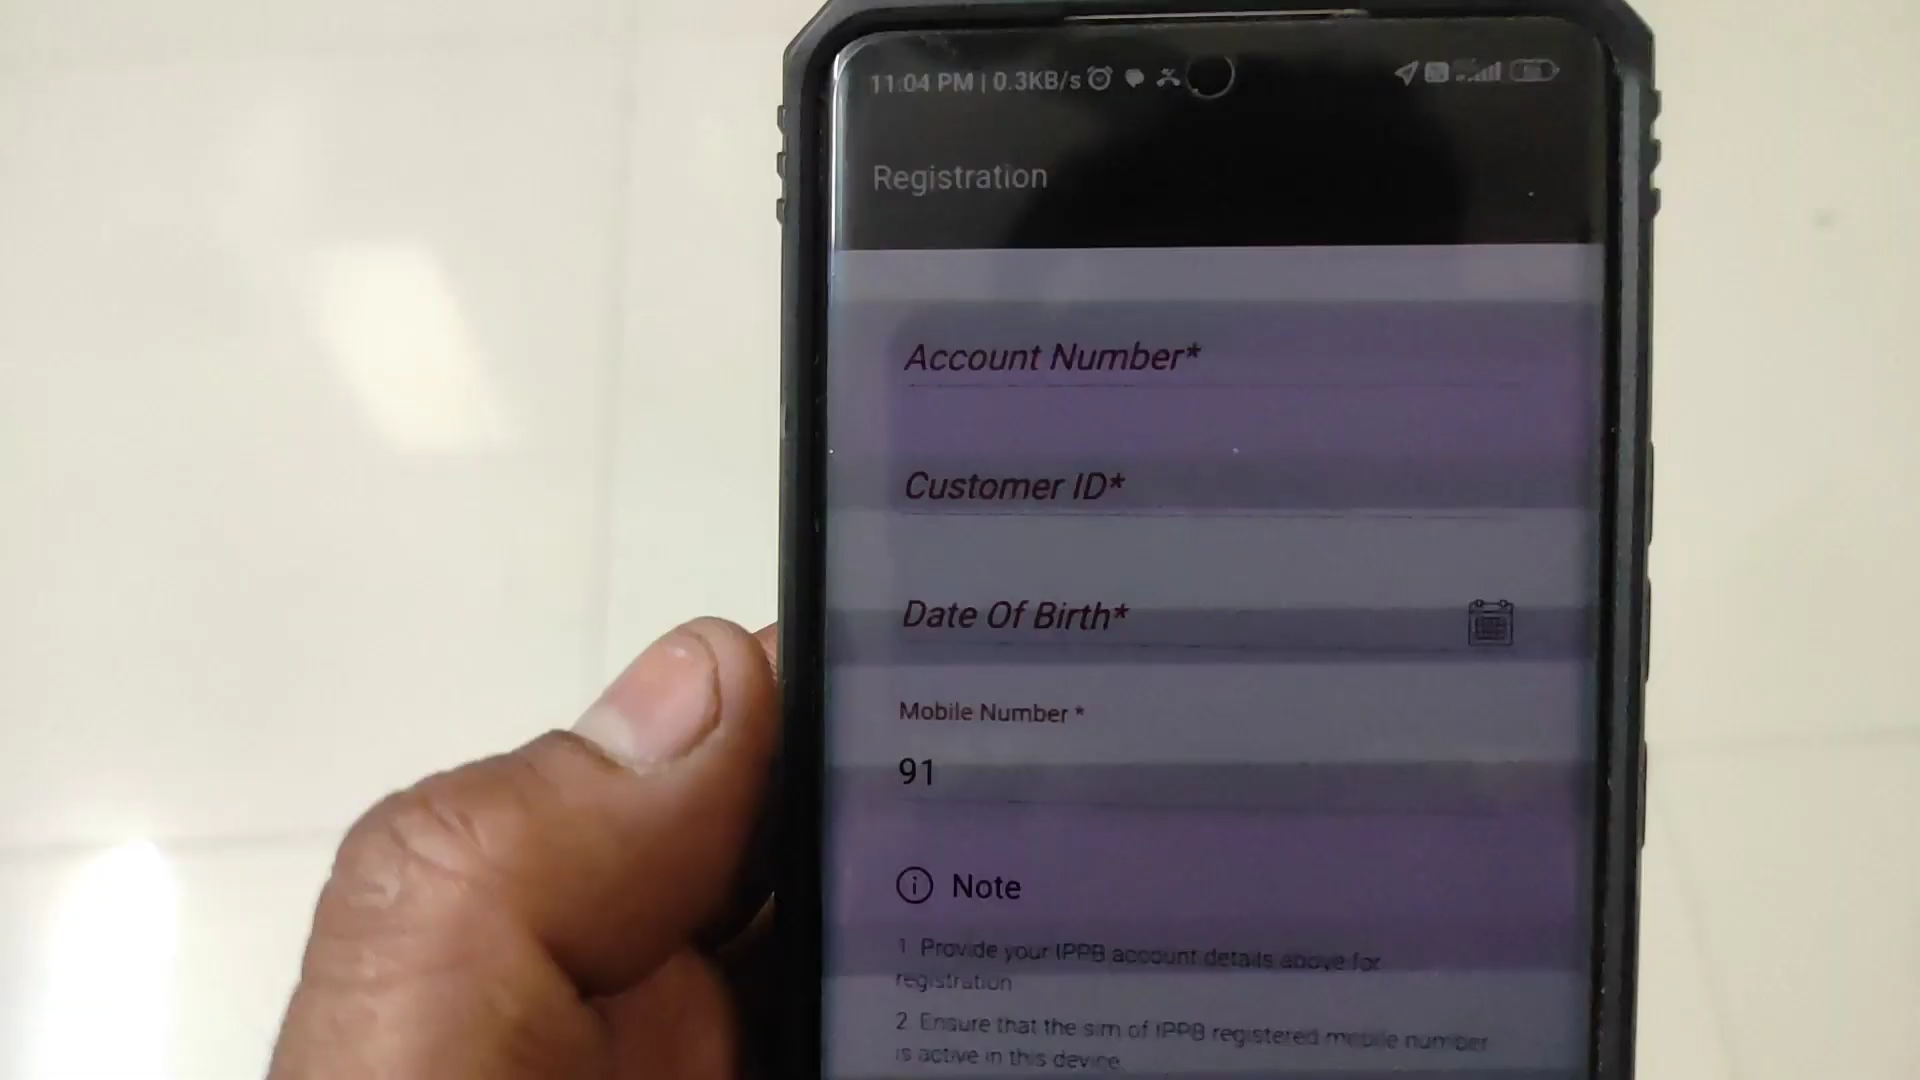 11:04 PM | 0.3KB/s
Registration
Account Number*
Customer ID*
Date Of Birth*
Mobile Number *
91
Note
1 Provide your IPPB account details above for
registration
2 Ensure that the sim of IPPB registered mobile number
is active in this device